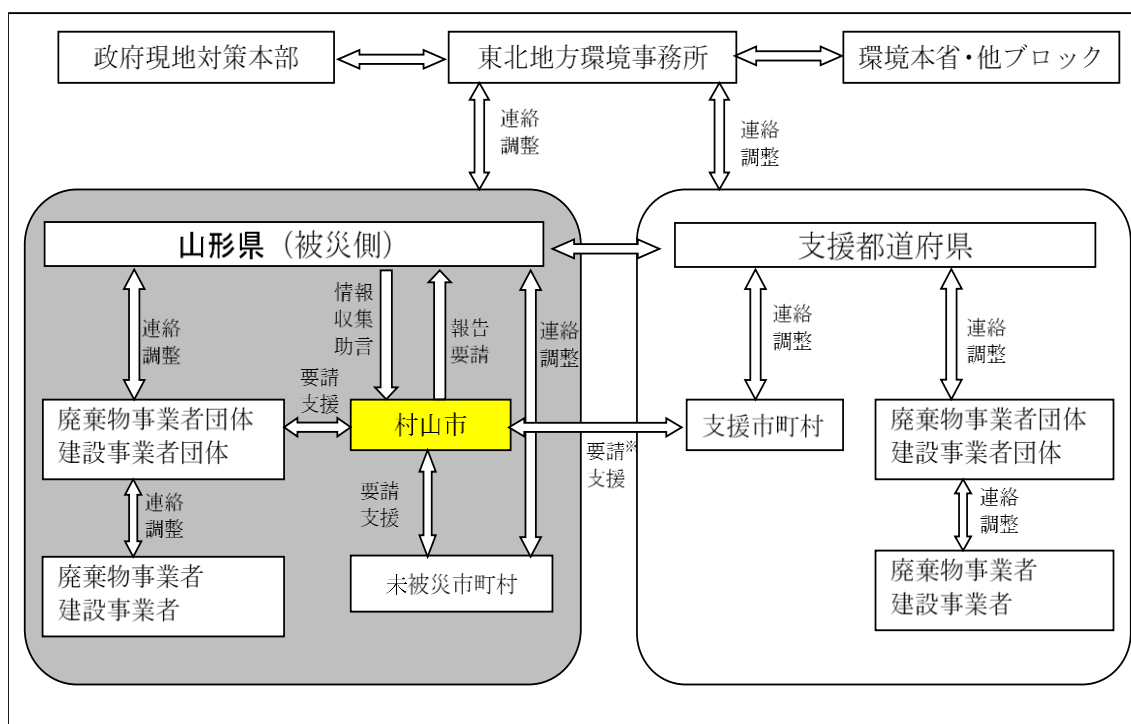 政府現地対策本部
東北地方環境事務所
環境本省・他ブロック
連絡
調整
連絡
調整
山形県（被災側）
支援都道府県
連絡
調整
情報
収集
助言
報告
要請
連絡
調整
連絡
調整
連絡
調整
要請
支援
廃棄物事業者団体
建設事業者団体
村山市
要請※
支援
支援市町村
廃棄物事業者団体
建設事業者団体
連絡
調整
要請
支援
連絡
調整
廃棄物事業者
建設事業者
未被災市町村
廃棄物事業者
建設事業者